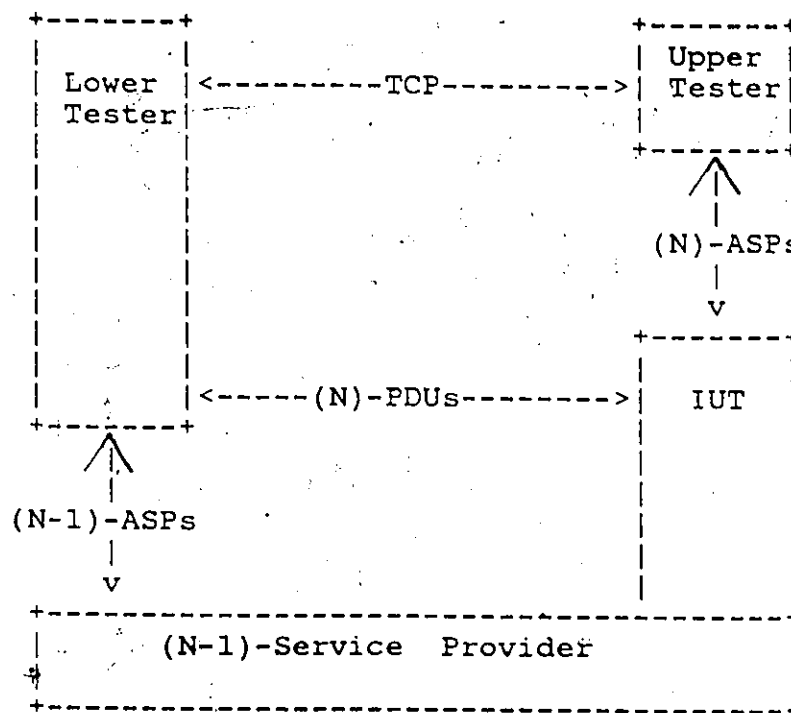 Lower
Tester
<------TCP------>
Upper
Tester
(N)-ASPs
<-----(N)-PDUs------->
IUT
(N-1)-ASPs
(N-1)-Service Provider